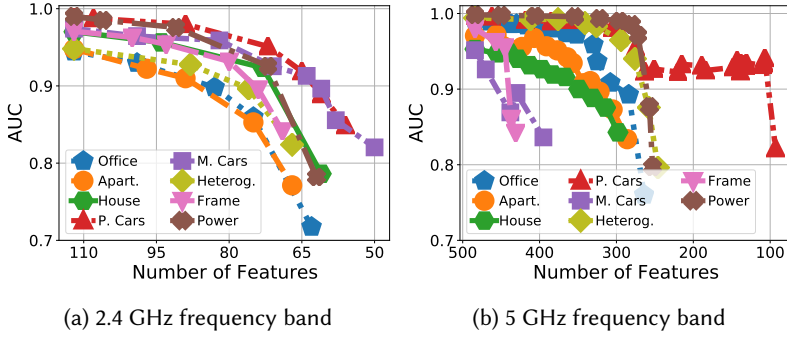 1.0
0.9
0.8
0.7
AUC
Office
Apart.
House
P. Cars
M. Cars
Heterog.
Frame
Power
110 95 80 65 50
Number of Features
(a) 2.4 GHz frequency band
1.0
0.9
0.8
0.7
AUC
Office
Apart.
House
P. Cars
M. Cars
Heterog.
Frame
Power
500 400 300 200 100
Number of Features
(b) 5 GHz frequency band